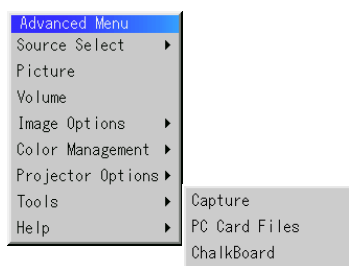 Advanced Menu
Source Select
Picture
Volume
Image Options
Color Management
Projector Options
Tools
Help
Capture
PC Card Files
ChalkBoard